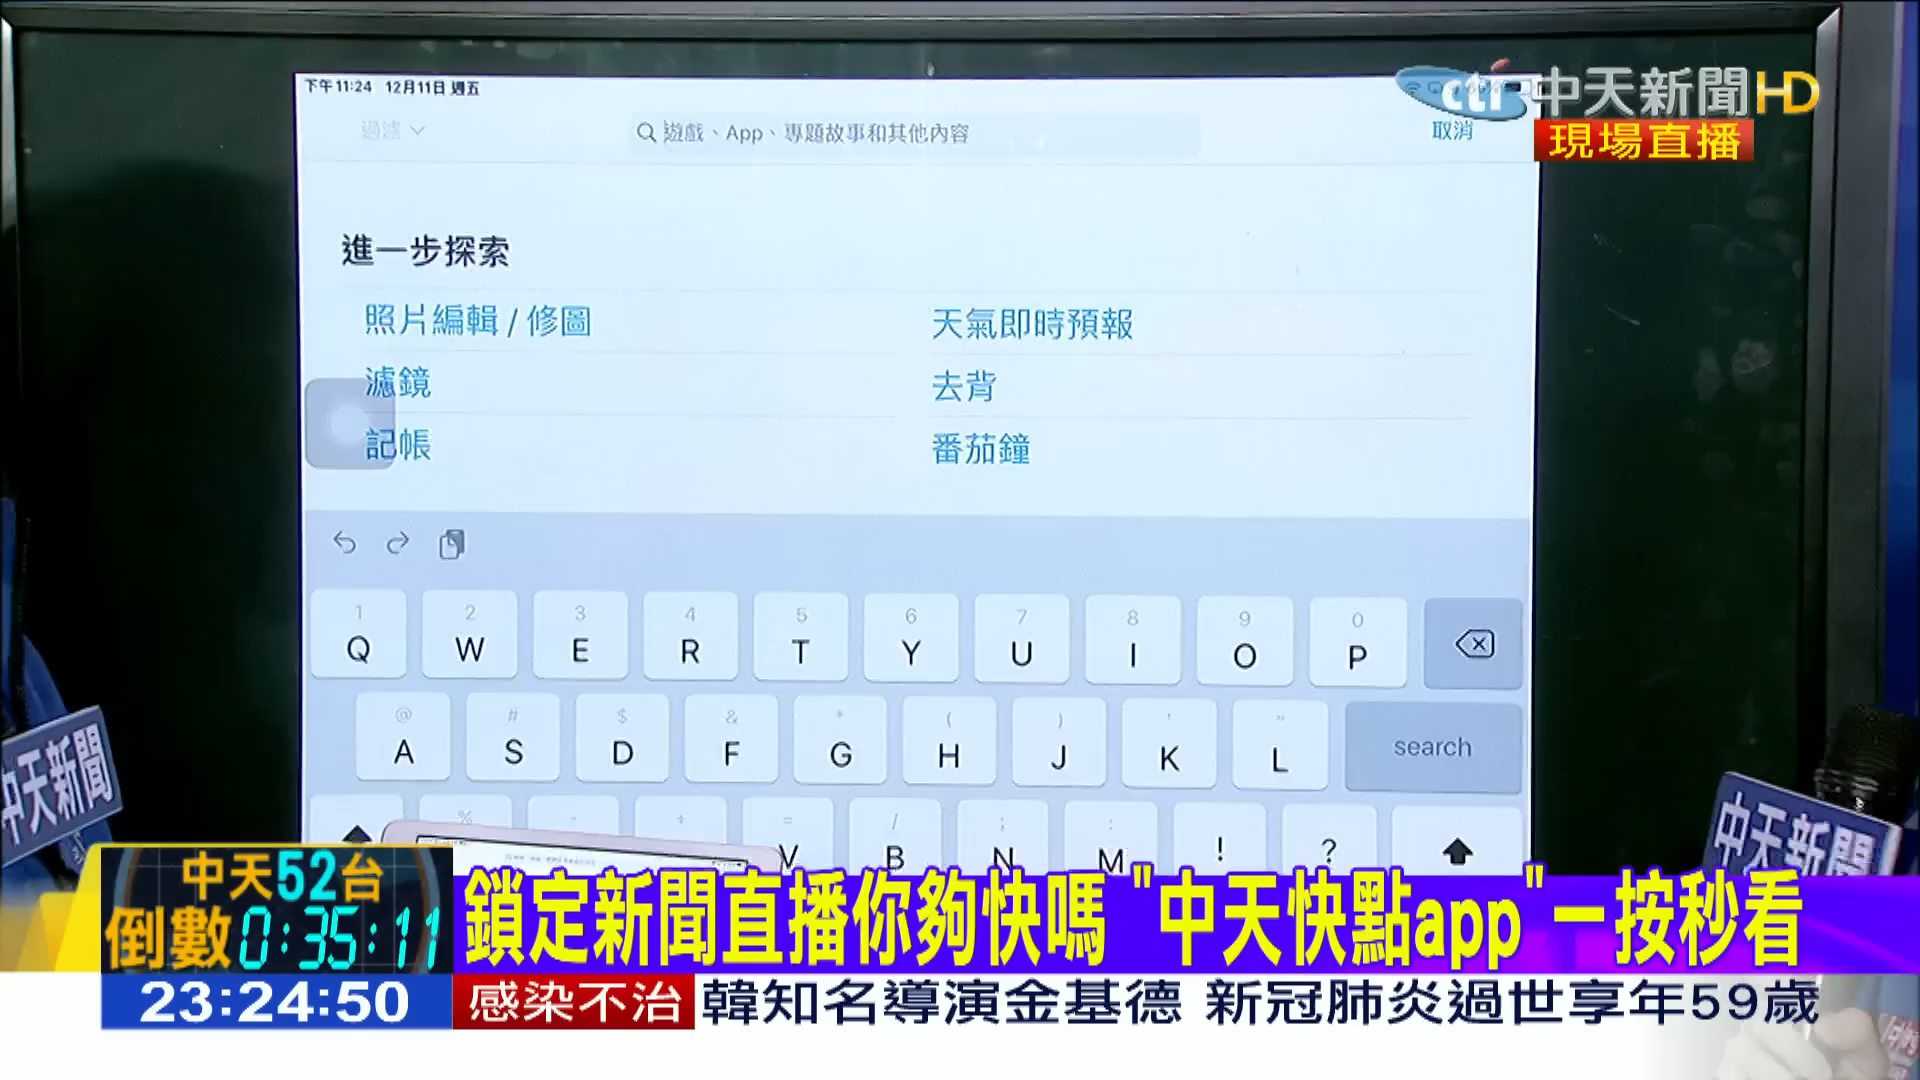 下午11:24 12月11日 週五
cti 中天新聞HD
現場直播
過濾
遊戲、App、專題故事和其他內容
取消
進一步探索
照片編輯 / 修圖
天氣即時預報
濾鏡
去背
記帳
番茄鐘
1 2 3 4 5 6 7 8 9 0
Q W E R T Y U I O P
@ # $ & * ( ) ' "
A S D F G H J K L search
% - + = / ; :
V B N M ! ?
中天新聞
中天新聞
中天52台
倒數0:35:11
鎖定新聞直播你夠快嗎 "中天快點app"一按秒看
23:24:50
感染不治 韓知名導演金基德 新冠肺炎過世享年59歲